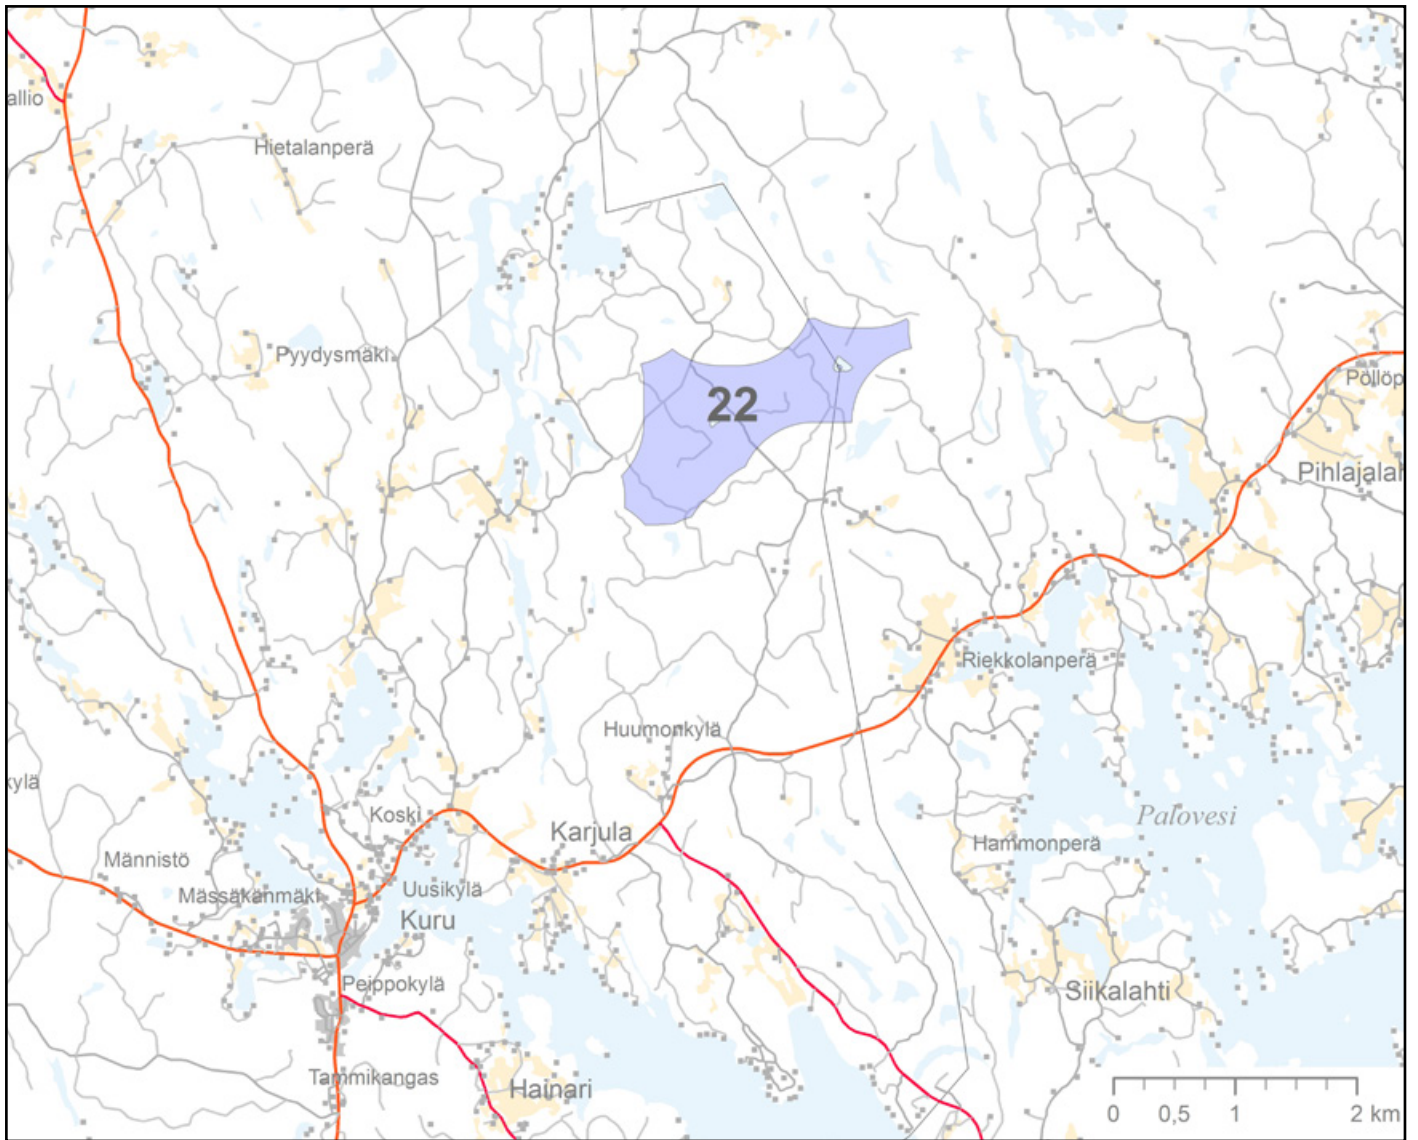 allio
Hietalanperä
Pyydysmäki
22
Pöllöp
Pihlajalah
Riekkolanperä
Huumonkylä
kylä
Koski
Karjula
Palovesi
Hammonperä
Männistö
Mässäkänmäki
Uusikylä
Kuru
Peippokylä
Siikalahti
Tammikangas
Hainari
0 0,5 1 2 km